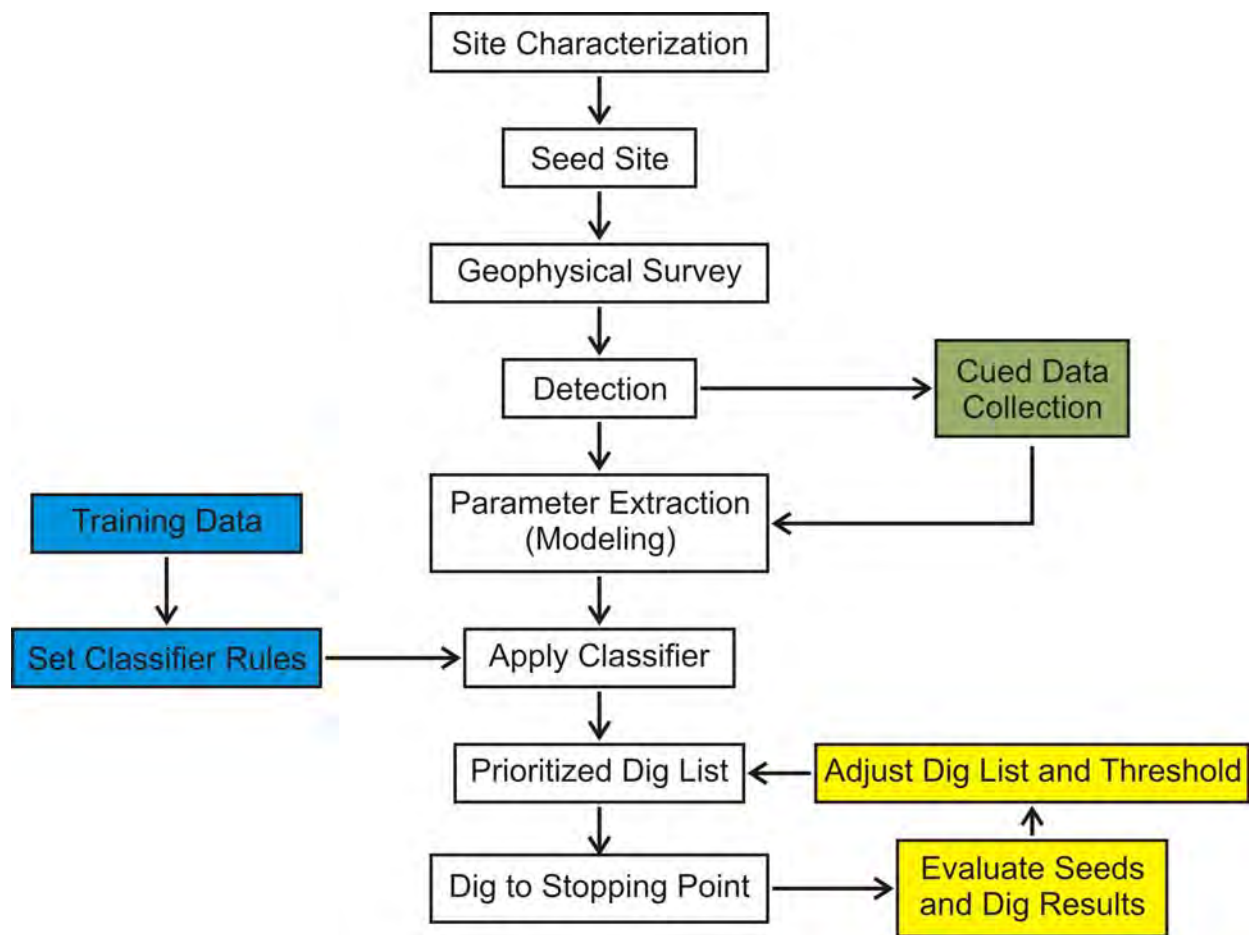 Site Characterization
Seed Site
Geophysical Survey
Detection
Cued Data
Collection
Parameter Extraction
(Modeling)
Training Data
Set Classifier Rules
Apply Classifier
Prioritized Dig List
Adjust Dig List and Threshold
Dig to Stopping Point
Evaluate Seeds
and Dig Results